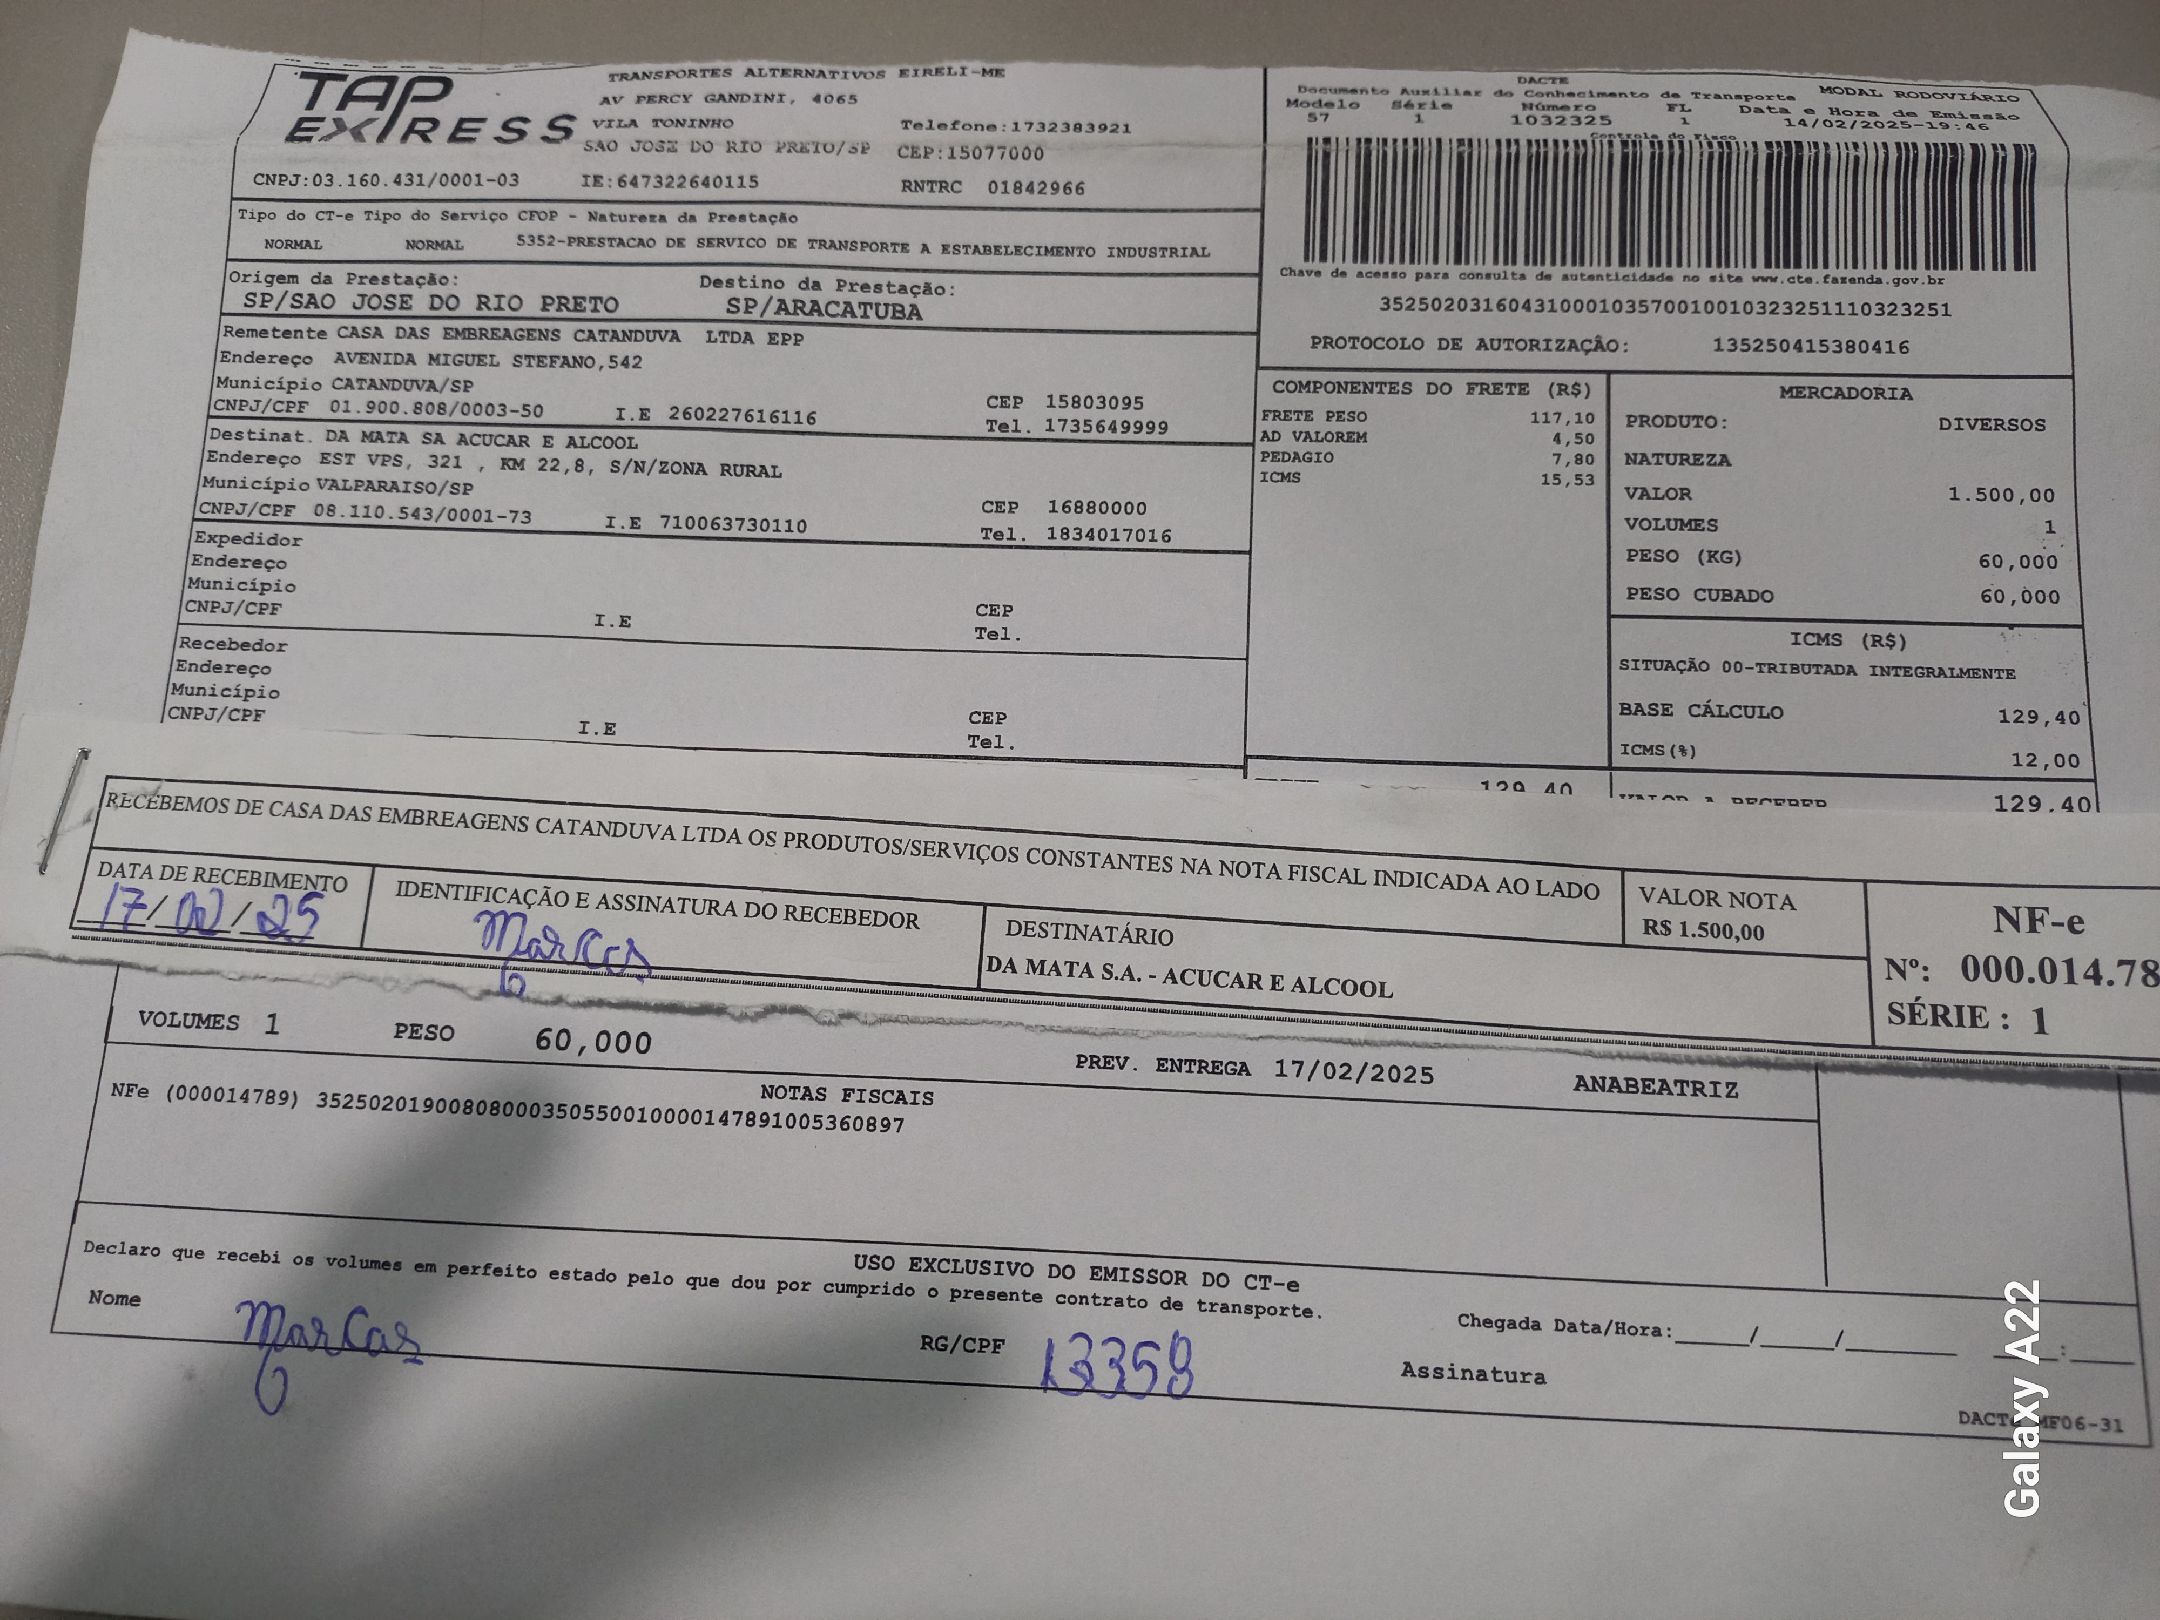 TAP EXPRESS
TRANSPORTES ALTERNATIVOS EIRELI-ME
AV PERCY GANDINI, 4065
VILA TONINHO Telefone:1732383921
SAO JOSE DO RIO PRETO/SP CEP:15077000
CNPJ:03.160.431/0001-03 IE:647322640115 RNTRC 01842966
Tipo do CT-e Tipo do Serviço CFOP - Natureza da Prestação
NORMAL NORMAL 5352-PRESTACAO DE SERVICO DE TRANSPORTE A ESTABELECIMENTO INDUSTRIAL
Origem da Prestação: Destino da Prestação:
SP/SAO JOSE DO RIO PRETO SP/ARACATUBA
Remetente CASA DAS EMBREAGENS CATANDUVA LTDA EPP
Endereço AVENIDA MIGUEL STEFANO,542
Município CATANDUVA/SP CEP 15803095
CNPJ/CPF 01.900.808/0003-50 I.E 260227616116 Tel. 1735649999
Destinat. DA MATA SA ACUCAR E ALCOOL
Endereço EST VPS, 321 , KM 22,8, S/N/ZONA RURAL
Município VALPARAISO/SP CEP 16880000
CNPJ/CPF 08.110.543/0001-73 I.E 710063730110 Tel. 1834017016
Expedidor
Endereço
Município CEP
CNPJ/CPF I.E Tel.
Recebedor
Endereço
Município CEP
CNPJ/CPF I.E Tel.
DACTE
Documento Auxiliar do Conhecimento de Transporte MODAL RODOVIÁRIO
Modelo Série Número FL Data e Hora de Emissão
57 1 1032325 1 14/02/2025-19:46
Controle do Fisco
Chave de acesso para consulta de autenticidade no site www.cte.fazenda.gov.br
35250203160431000103570010010323251110323251
PROTOCOLO DE AUTORIZAÇÃO: 135250415380416
COMPONENTES DO FRETE (R$)
FRETE PESO 117,10
AD VALOREM 4,50
PEDAGIO 7,80
ICMS 15,53
129,40
MERCADORIA
PRODUTO: DIVERSOS
NATUREZA
VALOR 1.500,00
VOLUMES 1
PESO (KG) 60,000
PESO CUBADO 60,000
ICMS (R$)
SITUAÇÃO 00-TRIBUTADA INTEGRALMENTE
BASE CÁLCULO 129,40
ICMS(%) 12,00
VALOR A RECEBER 129.40
RECEBEMOS DE CASA DAS EMBREAGENS CATANDUVA LTDA OS PRODUTOS/SERVIÇOS CONSTANTES NA NOTA FISCAL INDICADA AO LADO
DATA DE RECEBIMENTO
17/02/25
IDENTIFICAÇÃO E ASSINATURA DO RECEBEDOR
Marcos
DESTINATÁRIO
DA MATA S.A. - ACUCAR E ALCOOL
VALOR NOTA
R$ 1.500,00
NF-e
Nº: 000.014.78
SÉRIE : 1
VOLUMES 1 PESO 60,000 PREV. ENTREGA 17/02/2025 ANABEATRIZ
NOTAS FISCAIS
NFe (000014789) 35250201900808000350550010000147891005360897
USO EXCLUSIVO DO EMISSOR DO CT-e
Declaro que recebi os volumes em perfeito estado pelo que dou por cumprido o presente contrato de transporte.
Nome Marcos RG/CPF 13358
Chegada Data/Hora:_____/_____/_______ ____:____
Assinatura
MF06-31
Galaxy A22